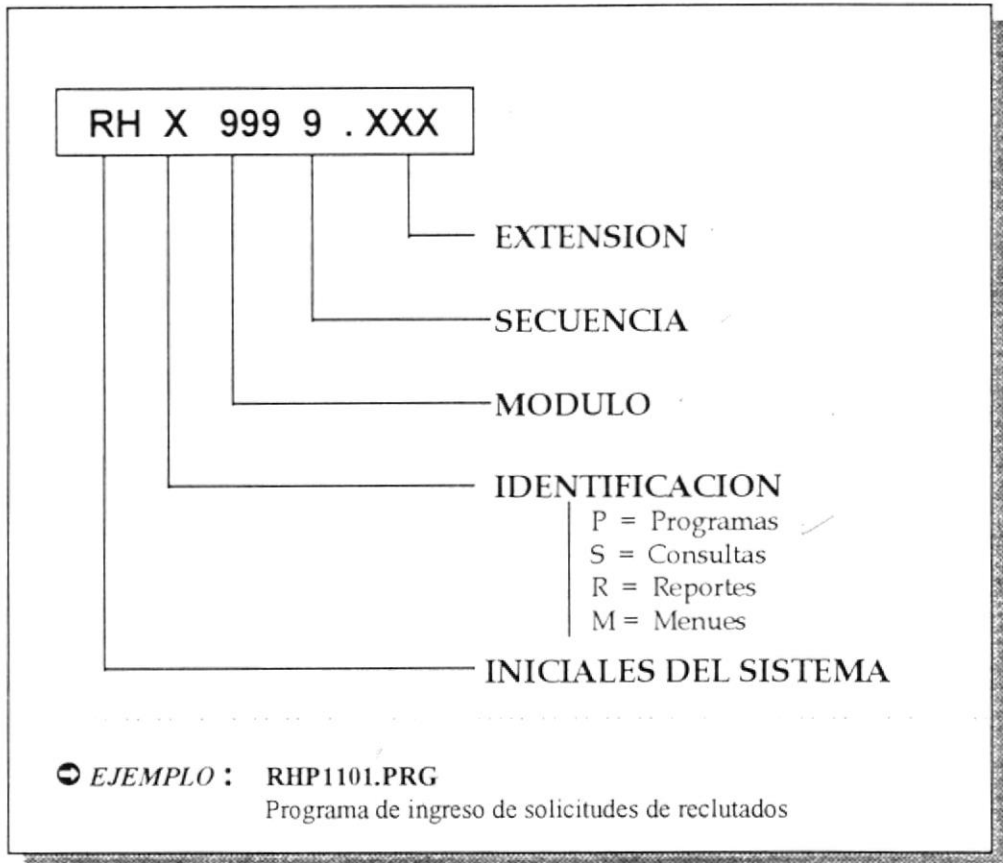 RH X 999 9 . XXX
EXTENSION
SECUENCIA
MODULO
IDENTIFICACION
P = Programas
S = Consultas
R = Reportes
M = Menues
INICIALES DEL SISTEMA
EJEMPLO : RHP1101.PRG
Programa de ingreso de solicitudes de reclutados